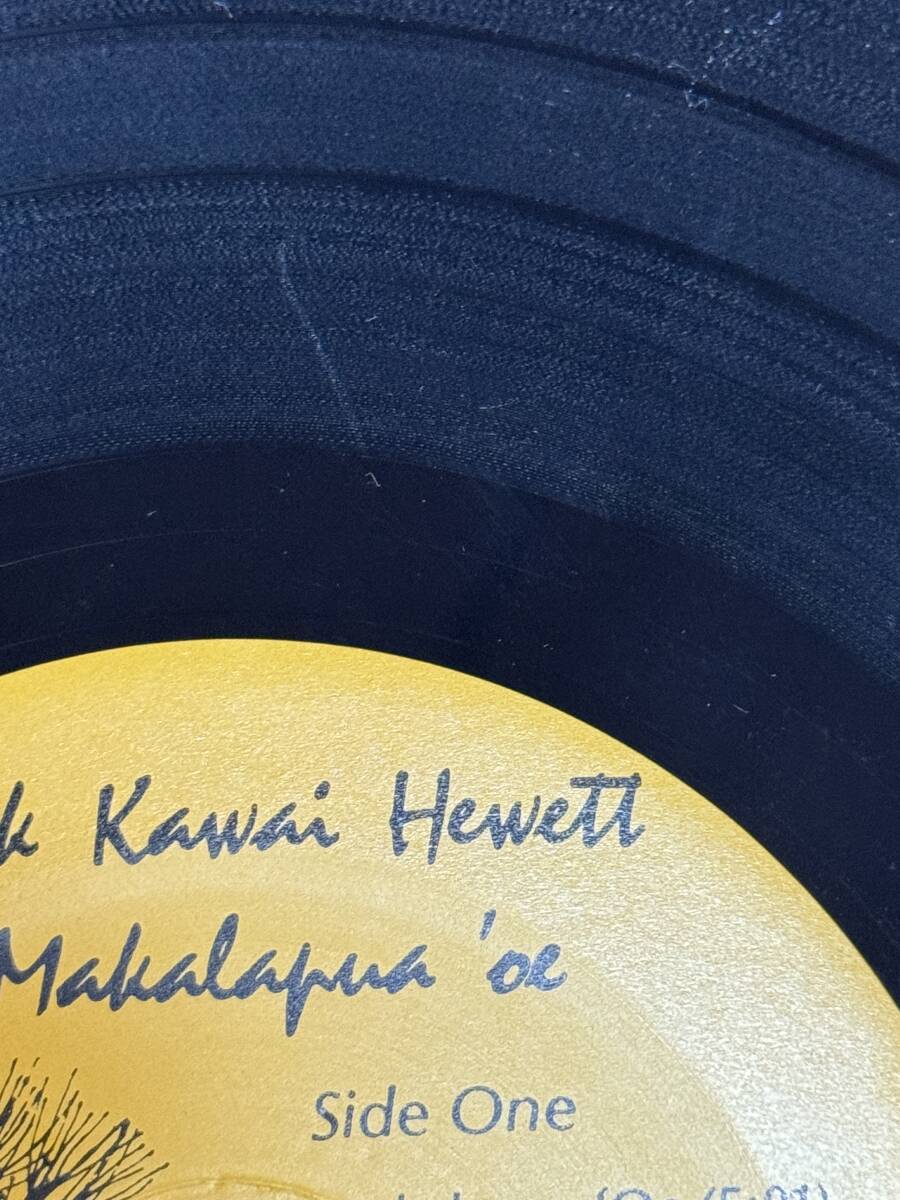 k Kawai Hewett
Makalapua 'oe
Side One